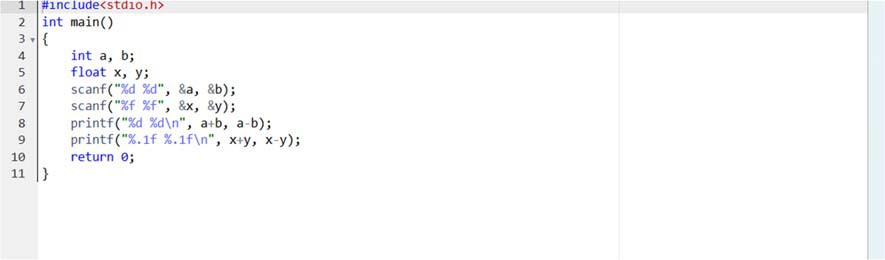 1 #include<stdio.h>
2 int main()
3 {
4 int a, b;
5 float x, y;
6 scanf("%d %d", &a, &b);
7 scanf("%f %f", &x, &y);
8 printf("%d %d\n", a+b, a-b);
9 printf("%.1f %.1f\n", x+y, x-y);
10 return 0;
11 }